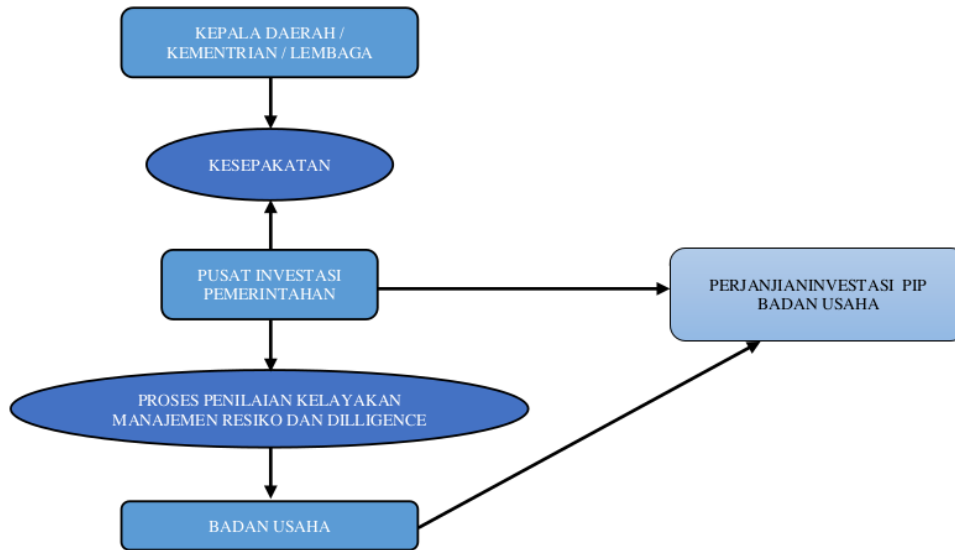 KEPALA DAERAH /
KEMENTRIAN / LEMBAGA
KESEPAKATAN
PUSAT INVESTASI
PEMERINTAHAN
PERJANJIANINVESTASI PIP
BADAN USAHA
PROSES PENILAIAN KELAYAKAN
MANAJEMEN RESIKO DAN DILLIGENCE
BADAN USAHA